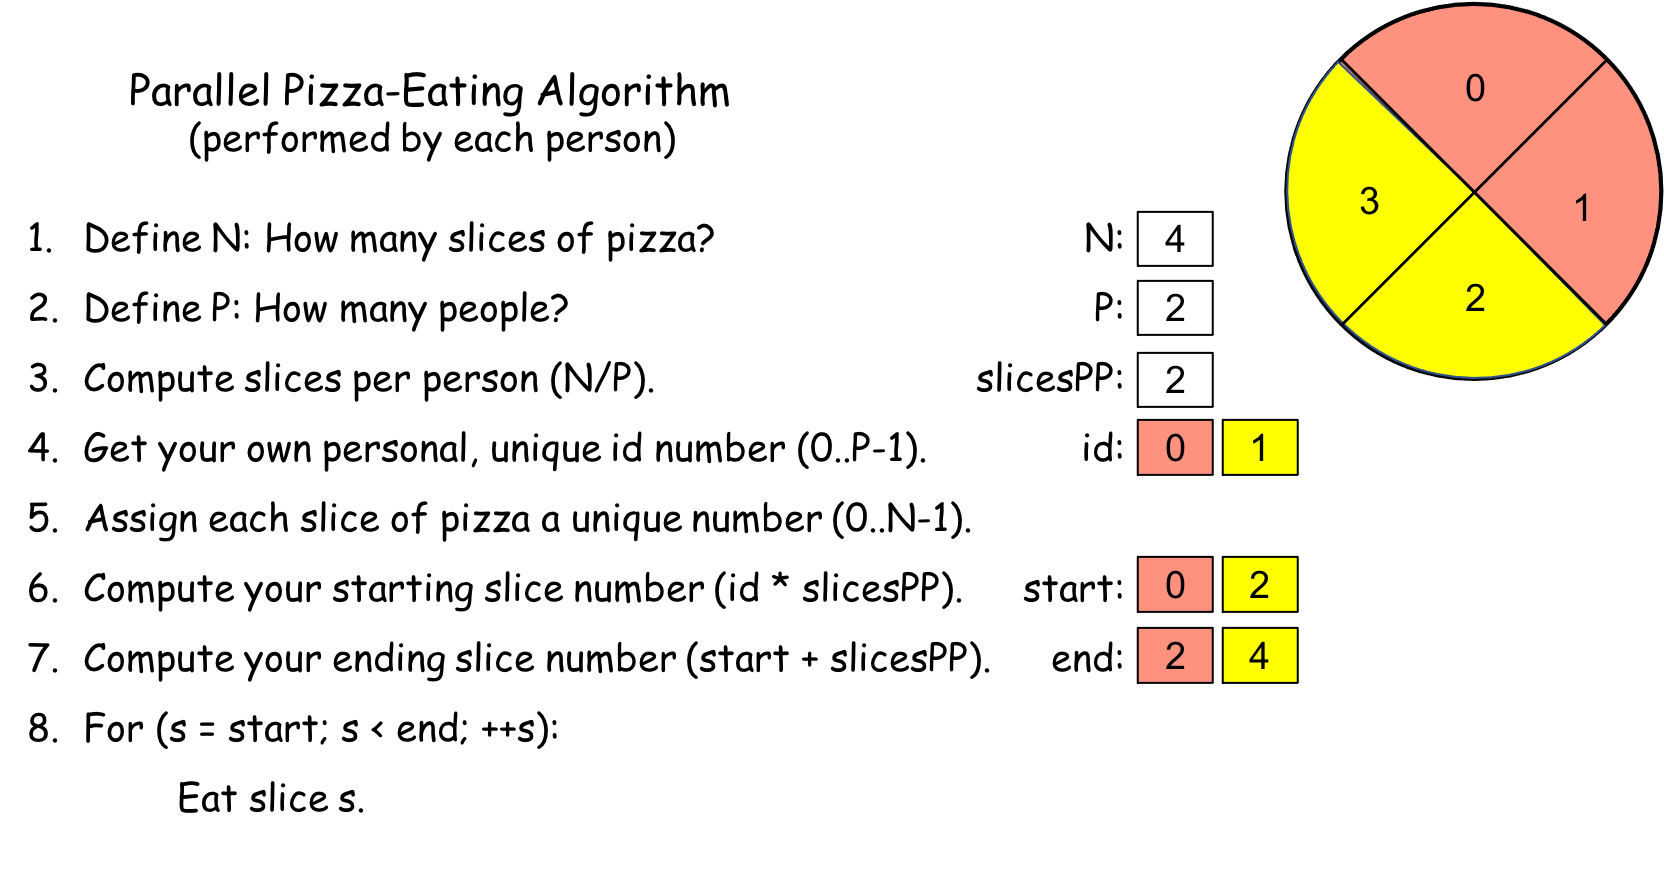 Parallel Pizza-Eating Algorithm
(performed by each person)
0
3
1
2
1. Define N: How many slices of pizza? N: 4
2. Define P: How many people? P: 2
3. Compute slices per person (N/P). slicesPP: 2
4. Get your own personal, unique id number (0..P-1). id: 0 1
5. Assign each slice of pizza a unique number (0..N-1).
6. Compute your starting slice number (id * slicesPP). start: 0 2
7. Compute your ending slice number (start + slicesPP). end: 2 4
8. For (s = start; s < end; ++s):
Eat slice s.